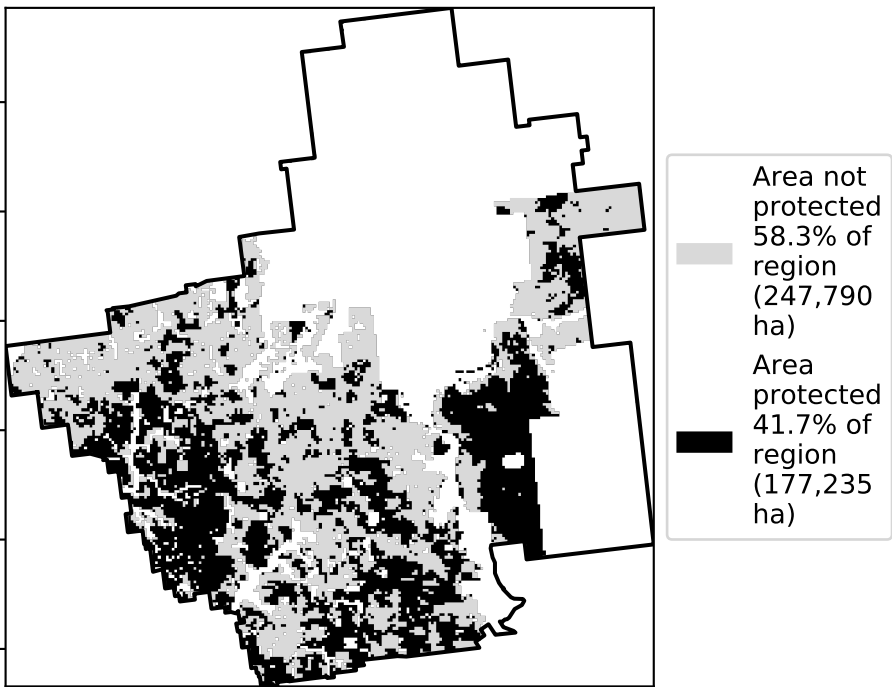 Area not
protected
58.3% of
region
(247,790
ha)
Area
protected
41.7% of
region
(177,235
ha)